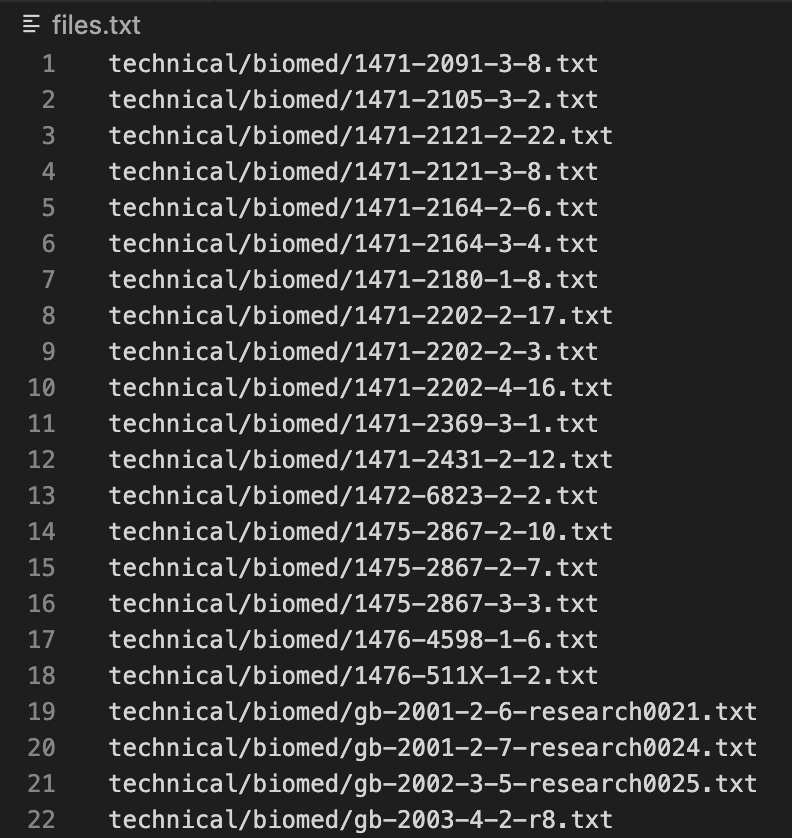 files.txt
1 technical/biomed/1471-2091-3-8.txt
2 technical/biomed/1471-2105-3-2.txt
3 technical/biomed/1471-2121-2-22.txt
4 technical/biomed/1471-2121-3-8.txt
5 technical/biomed/1471-2164-2-6.txt
6 technical/biomed/1471-2164-3-4.txt
7 technical/biomed/1471-2180-1-8.txt
8 technical/biomed/1471-2202-2-17.txt
9 technical/biomed/1471-2202-2-3.txt
10 technical/biomed/1471-2202-4-16.txt
11 technical/biomed/1471-2369-3-1.txt
12 technical/biomed/1471-2431-2-12.txt
13 technical/biomed/1472-6823-2-2.txt
14 technical/biomed/1475-2867-2-10.txt
15 technical/biomed/1475-2867-2-7.txt
16 technical/biomed/1475-2867-3-3.txt
17 technical/biomed/1476-4598-1-6.txt
18 technical/biomed/1476-511X-1-2.txt
19 technical/biomed/gb-2001-2-6-research0021.txt
20 technical/biomed/gb-2001-2-7-research0024.txt
21 technical/biomed/gb-2002-3-5-research0025.txt
22 technical/biomed/gb-2003-4-2-r8.txt